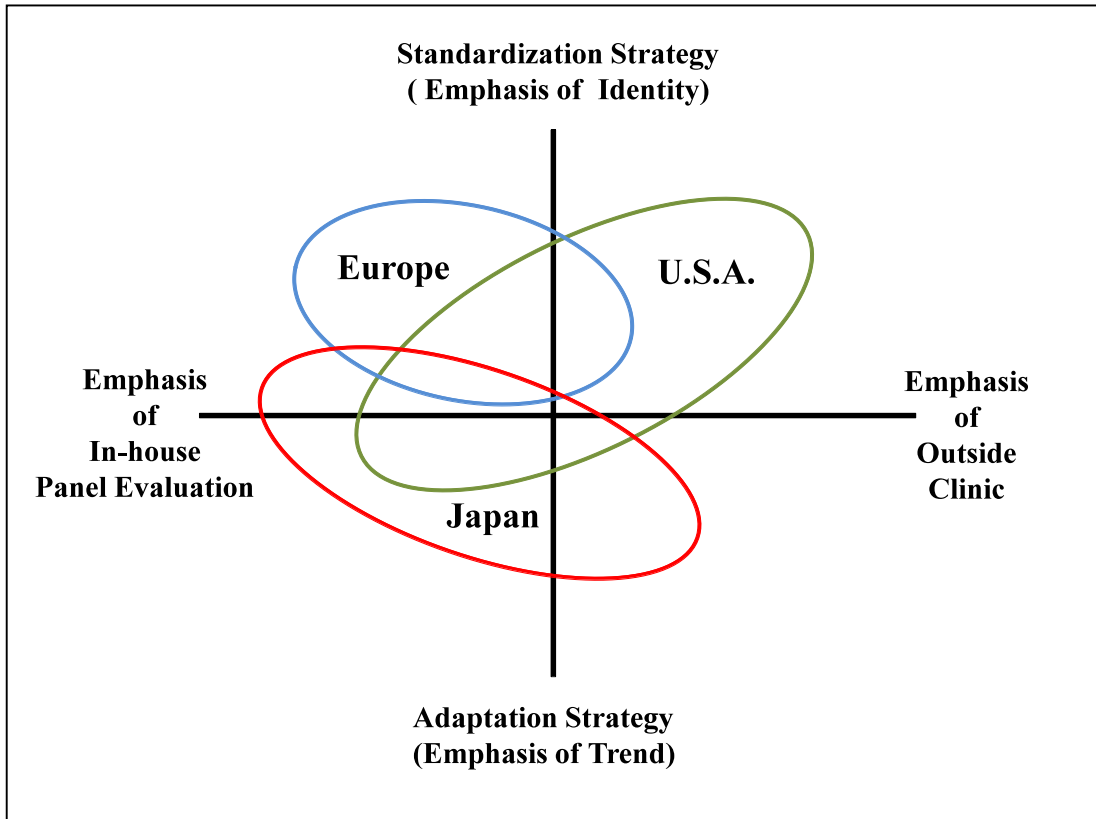 Standardization Strategy
( Emphasis of Identity)
Europe
U.S.A.
Emphasis
of
In-house
Panel Evaluation
Emphasis
of
Outside
Clinic
Japan
Adaptation Strategy
(Emphasis of Trend)